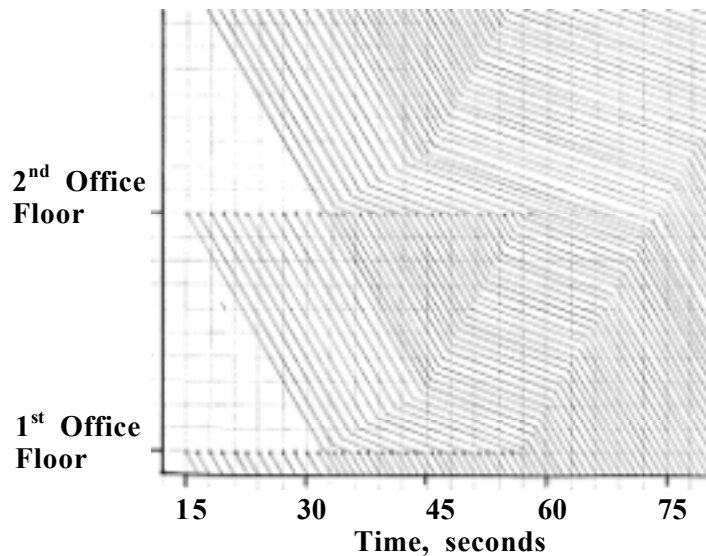 2nd Office
Floor
1st Office
Floor
15 30 45 60 75
Time, seconds